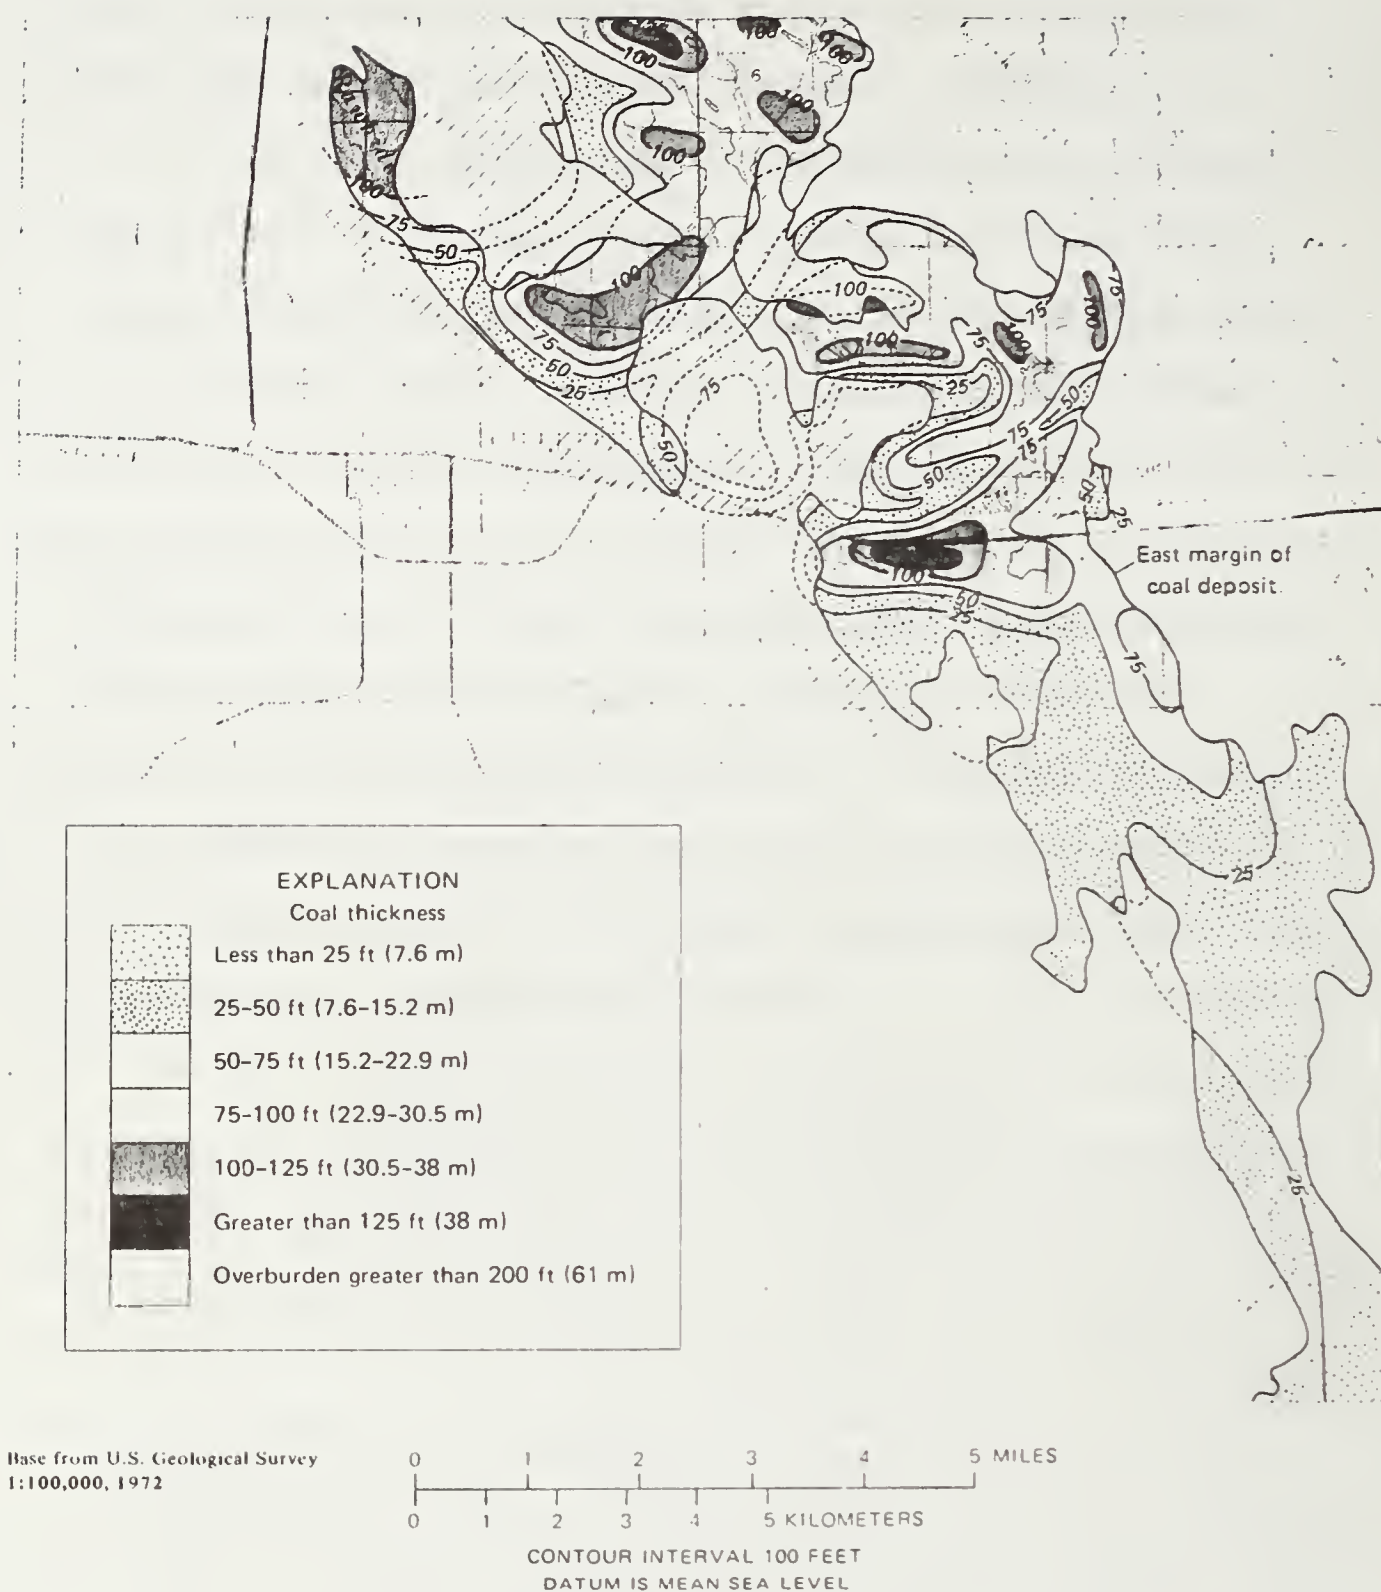 100
100
100
6
100
100
100
75
50
100
75
50
25
75
50
100
100
75
25
75
100
75
100
50
75
75
50
50
25
East margin of
coal deposit
100
50
25
75
25
25
EXPLANATION
Coal thickness
Less than 25 ft (7.6 m)
25-50 ft (7.6-15.2 m)
50-75 ft (15.2-22.9 m)
75-100 ft (22.9-30.5 m)
100-125 ft (30.5-38 m)
Greater than 125 ft (38 m)
Overburden greater than 200 ft (61 m)
Base from U.S. Geological Survey
1:100,000, 1972
0 1 2 3 4 5 MILES
0 1 2 3 4 5 KILOMETERS
CONTOUR INTERVAL 100 FEET
DATUM IS MEAN SEA LEVEL